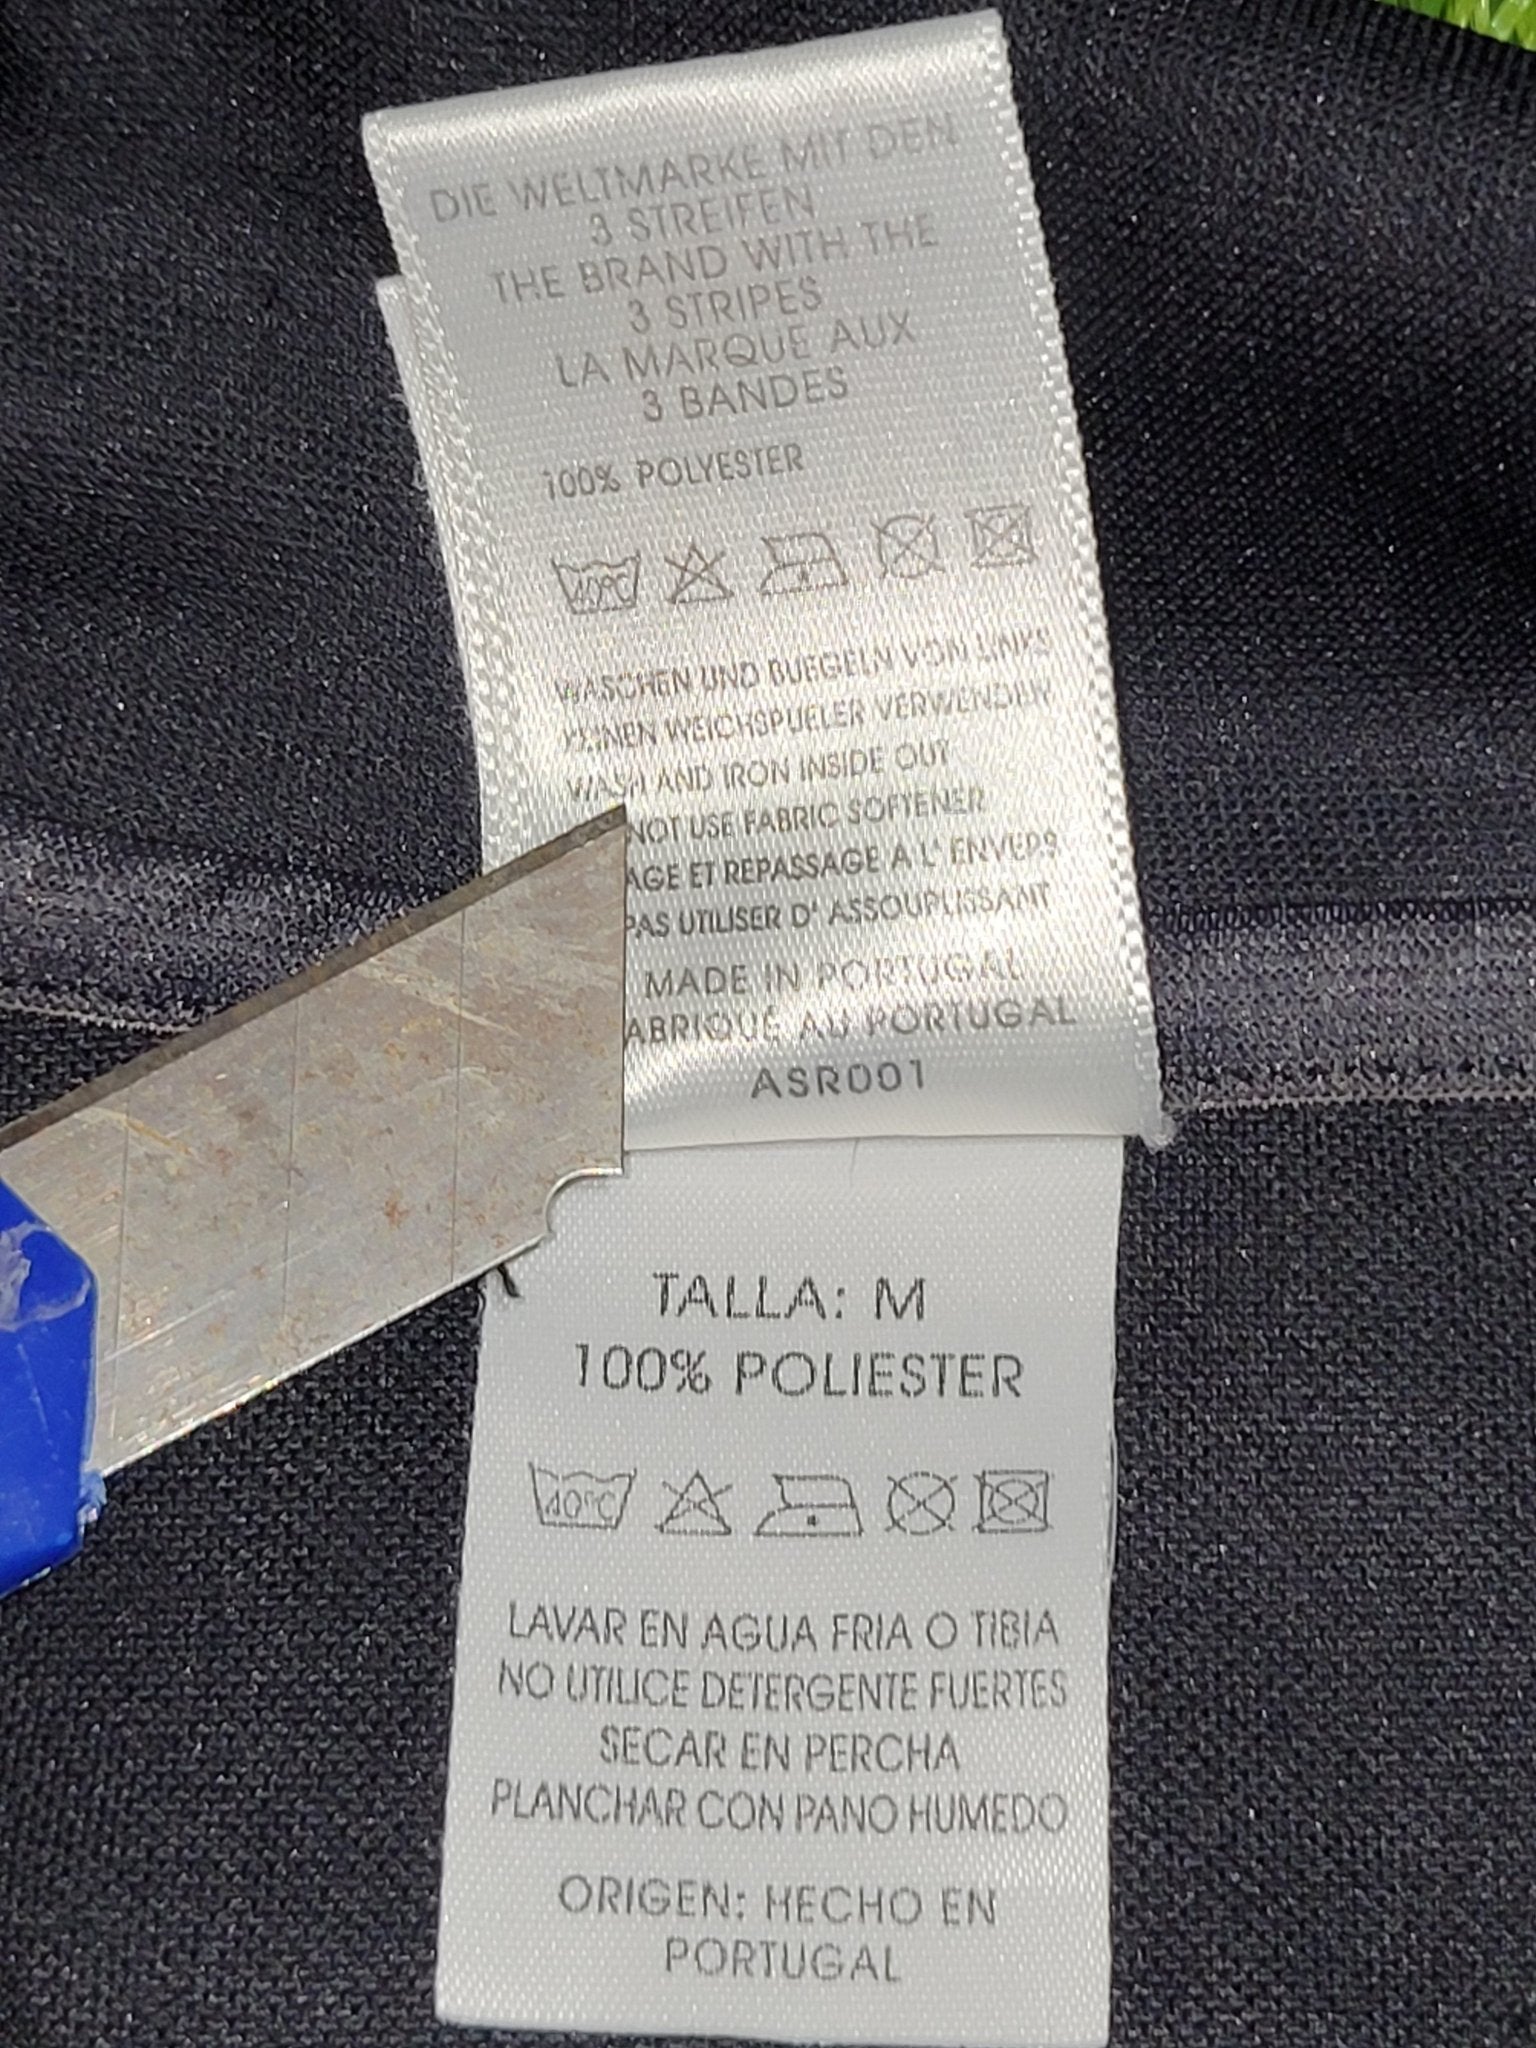 DIE WELTMARKE MIT DEN
3 STREIFEN
THE BRAND WITH THE
3 STRIPES
LA MARQUE AUX
3 BANDES
100% POLYESTER
40°C
WASCHEN UND BUEGELN VON LINKS
KEINEN WEICHSPUELER VERWENDEN
WASH AND IRON INSIDE OUT
NOT USE FABRIC SOFTENER
AGE ET REPASSAGE A L' ENVERS
PAS UTILISER D' ASSOUPLISSANT
MADE IN PORTUGAL
ABRIQUÉ AU PORTUGAL
ASR001
TALLA: M
100% POLIESTER
40°C
LAVAR EN AGUA FRIA O TIBIA
NO UTILICE DETERGENTE FUERTES
SECAR EN PERCHA
PLANCHAR CON PANO HUMEDO
ORIGEN: HECHO EN
PORTUGAL